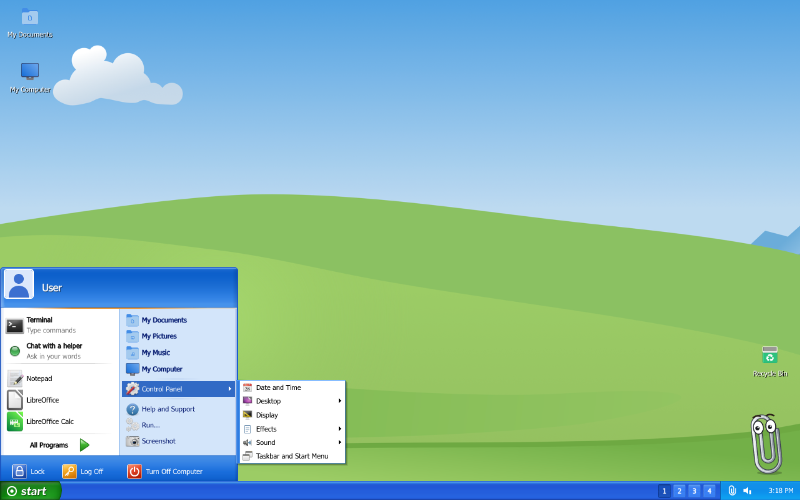 My Documents
My Computer
User
Terminal
Type commands
Chat with a helper
Ask in your words
Notepad
LibreOffice
LibreOffice Calc
All Programs
My Documents
My Pictures
My Music
My Computer
Control Panel
Help and Support
Run...
Screenshot
Date and Time
Desktop
Display
Effects
Sound
Taskbar and Start Menu
Lock
Log Off
Turn Off Computer
Recycle Bin
start
1 2 3 4
3:18 PM